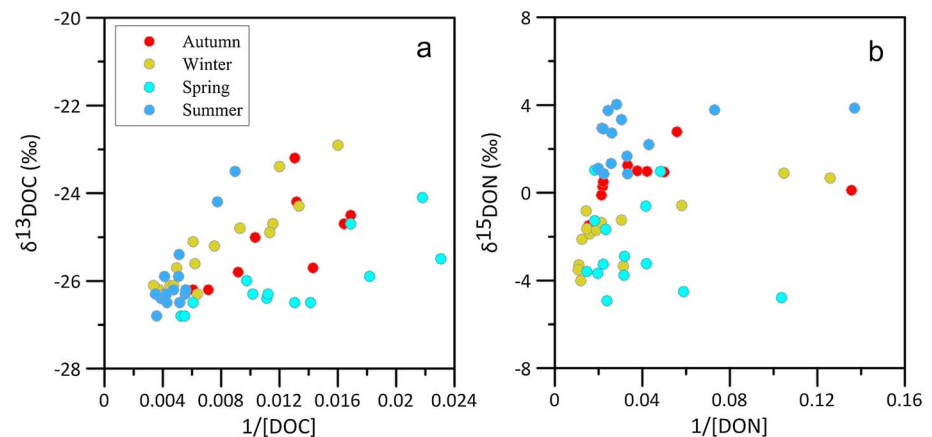 -20
-22
-24
-26
-28
δ13DOC (‰)
Autumn
Winter
Spring
Summer
a
0
0.004
0.008
0.012
0.016
0.02
0.024
1/[DOC]
8
4
0
-4
-8
δ15DON (‰)
b
0
0.04
0.08
0.12
0.16
1/[DON]